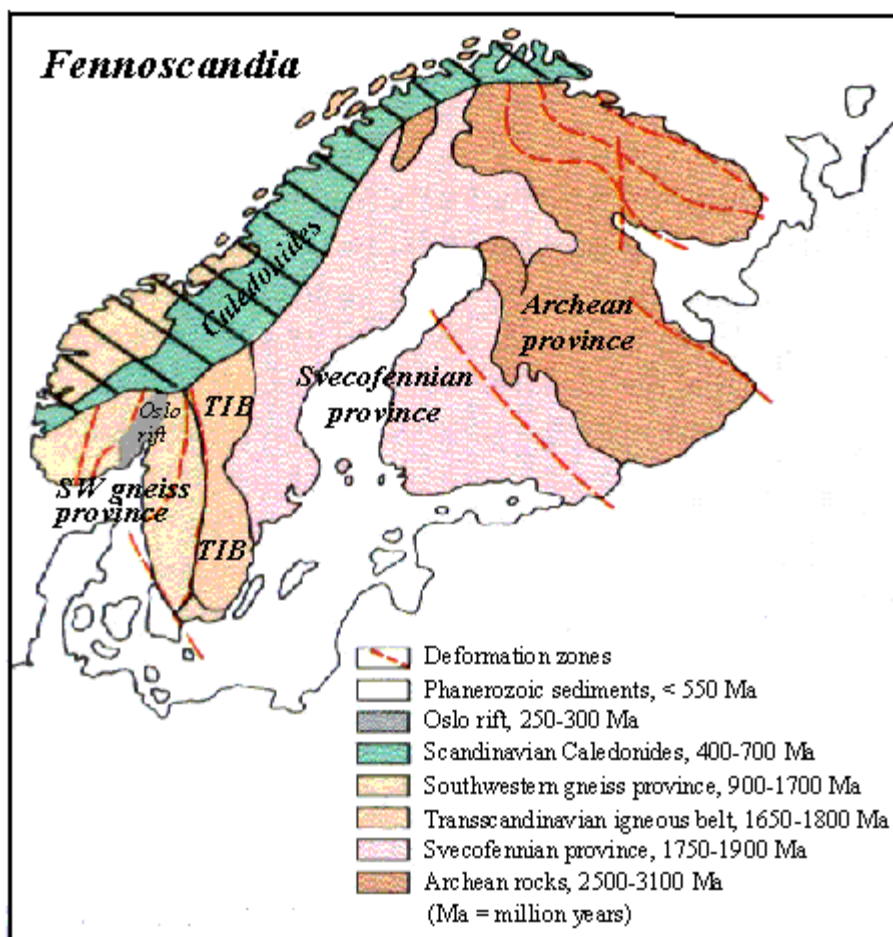 Fennoscandia
Caledonides
Archean
province
Svecofennian
province
Oslo
rift
TIB
SW gneiss
province
TIB
Deformation zones
Phanerozoic sediments, < 550 Ma
Oslo rift, 250-300 Ma
Scandinavian Caledonides, 400-700 Ma
Southwestern gneiss province, 900-1700 Ma
Transscandinavian igneous belt, 1650-1800 Ma
Svecofennian province, 1750-1900 Ma
Archean rocks, 2500-3100 Ma
(Ma = million years)